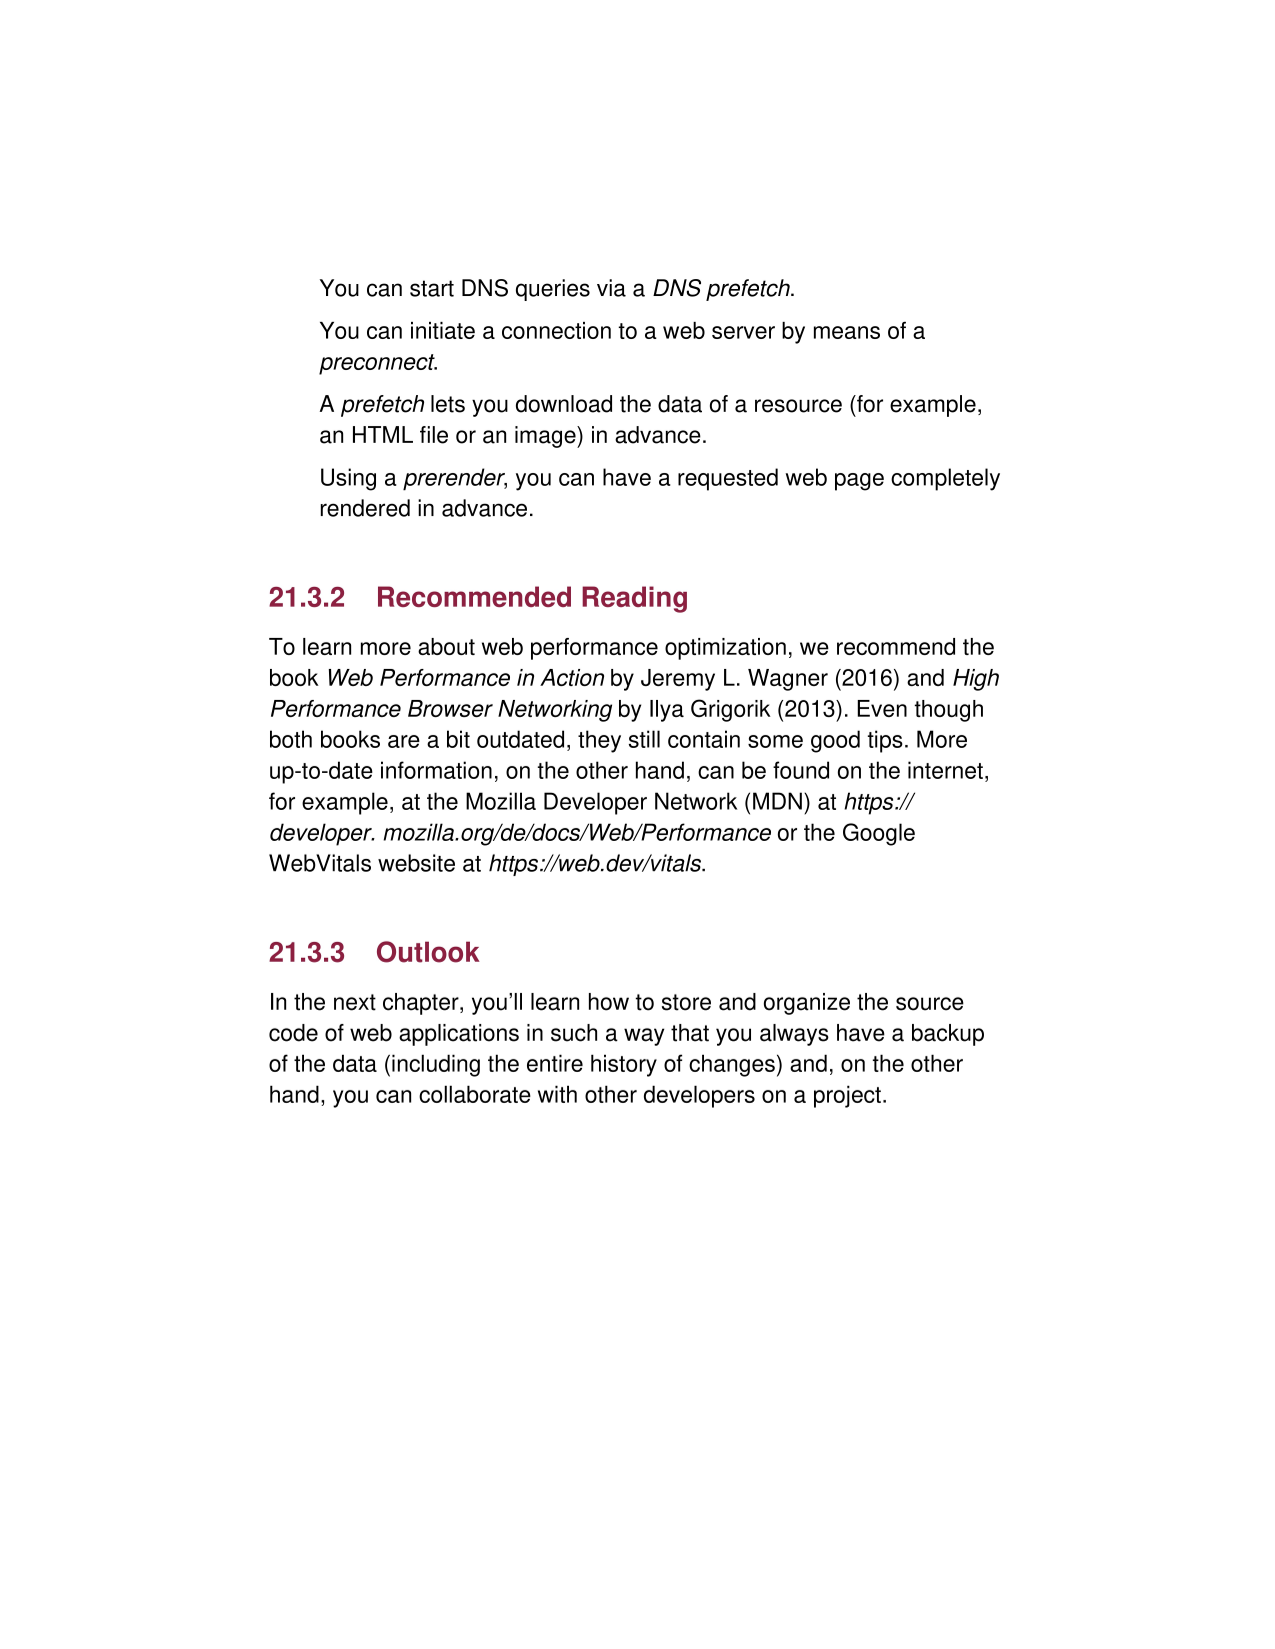 You can start DNS queries via a DNS prefetch.
You can initiate a connection to a web server by means of a
preconnect.
A prefetch lets you download the data of a resource (for example,
an HTML file or an image) in advance.
Using a prerender, you can have a requested web page completely
rendered in advance.
21.3.2 Recommended Reading
To learn more about web performance optimization, we recommend the
book Web Performance in Action by Jeremy L. Wagner (2016) and High
Performance Browser Networking by Ilya Grigorik (2013). Even though
both books are a bit outdated, they still contain some good tips. More
up-to-date information, on the other hand, can be found on the internet,
for example, at the Mozilla Developer Network (MDN) at https://
developer. mozilla.org/de/docs/Web/Performance or the Google
WebVitals website at https://web.dev/vitals.
21.3.3 Outlook
In the next chapter, you’ll learn how to store and organize the source
code of web applications in such a way that you always have a backup
of the data (including the entire history of changes) and, on the other
hand, you can collaborate with other developers on a project.